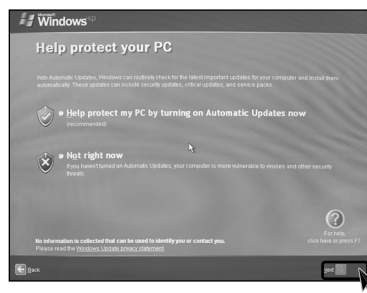 Microsoft
Windows xp
Help protect your PC
With Automatic Updates, Windows can routinely check for the latest important updates for your computer and install them
automatically. These updates can include security updates, critical updates, and service packs.
Help protect my PC by turning on Automatic Updates now
(recommended)
Not right now
If you haven't turned on Automatic Updates, your computer is more vulnerable to viruses and other security
threats.
For help,
click here or press F1.
No information is collected that can be used to identify you or contact you.
Please read the Windows Update privacy statement.
Back
Next